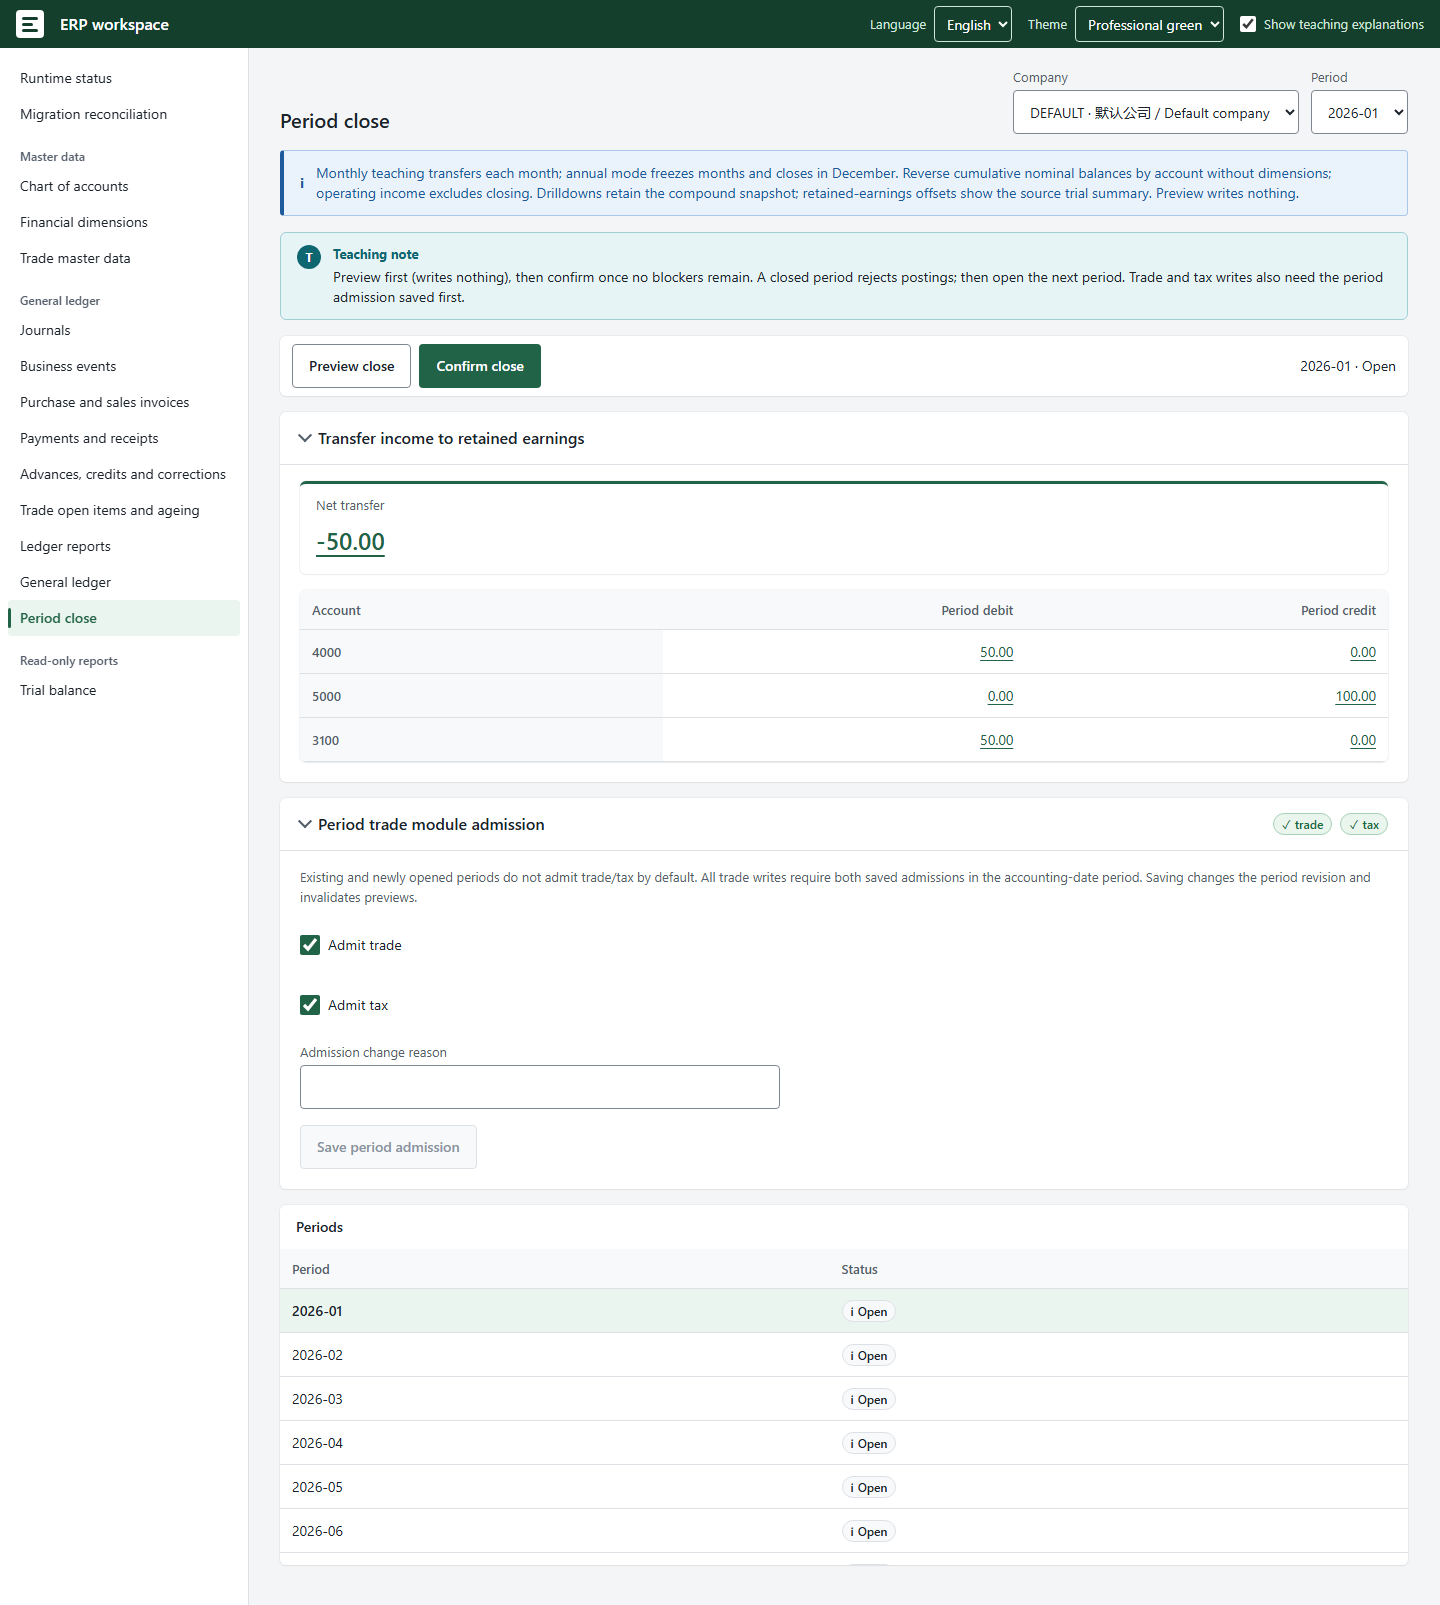 ERP workspace
Language English Theme Professional green Show teaching explanations
Runtime status
Migration reconciliation
Master data
Chart of accounts
Financial dimensions
Trade master data
General ledger
Journals
Business events
Purchase and sales invoices
Payments and receipts
Advances, credits and corrections
Trade open items and ageing
Ledger reports
General ledger
Period close
Read-only reports
Trial balance
Period close
Company
DEFAULT · 默认公司 / Default company
Period
2026-01
i
Monthly teaching transfers each month; annual mode freezes months and closes in December. Reverse cumulative nominal balances by account without dimensions;
operating income excludes closing. Drilldowns retain the compound snapshot; retained-earnings offsets show the source trial summary. Preview writes nothing.
T
Teaching note
Preview first (writes nothing), then confirm once no blockers remain. A closed period rejects postings; then open the next period. Trade and tax writes also need the period
admission saved first.
Preview close Confirm close 2026-01 · Open
Transfer income to retained earnings
Net transfer
-50.00
Account Period debit Period credit
4000 50.00 0.00
5000 0.00 100.00
3100 50.00 0.00
Period trade module admission ✓ trade ✓ tax
Existing and newly opened periods do not admit trade/tax by default. All trade writes require both saved admissions in the accounting-date period. Saving changes the period revision and
invalidates previews.
Admit trade
Admit tax
Admission change reason
Save period admission
Periods
Period Status
2026-01 i Open
2026-02 i Open
2026-03 i Open
2026-04 i Open
2026-05 i Open
2026-06 i Open